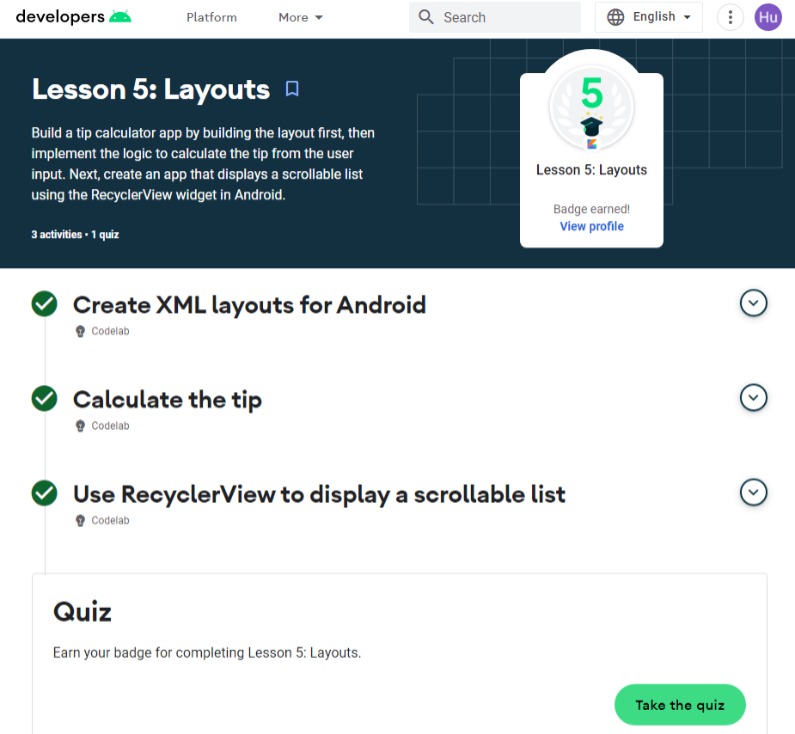 developers
Platform
More
Search
English
Hu
Lesson 5: Layouts
Build a tip calculator app by building the layout first, then
implement the logic to calculate the tip from the user
input. Next, create an app that displays a scrollable list
using the RecyclerView widget in Android.
3 activities • 1 quiz
5
Lesson 5: Layouts
Badge earned!
View profile
Create XML layouts for Android
Codelab
Calculate the tip
Codelab
Use RecyclerView to display a scrollable list
Codelab
Quiz
Earn your badge for completing Lesson 5: Layouts.
Take the quiz